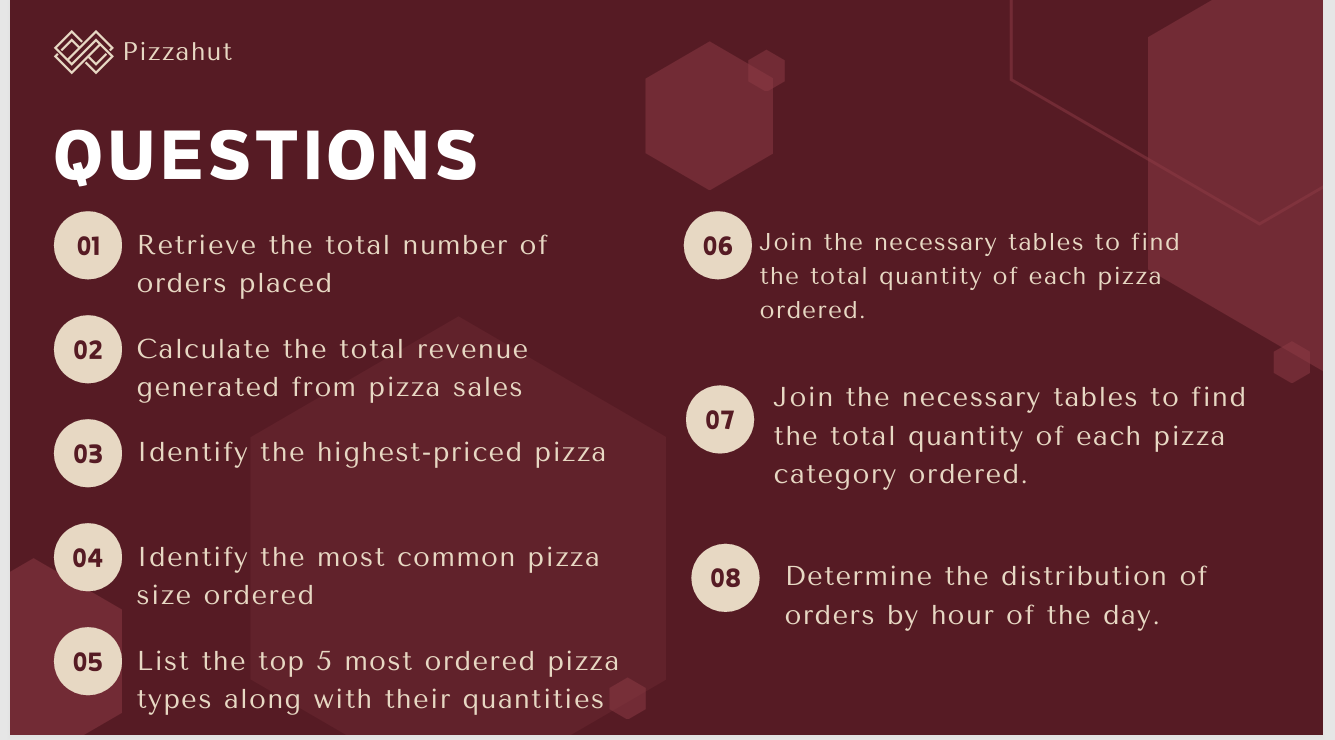 Pizzahut
QUESTIONS
01
Retrieve the total number of
orders placed
02
Calculate the total revenue
generated from pizza sales
03
Identify the highest-priced pizza
04
Identify the most common pizza
size ordered
05
List the top 5 most ordered pizza
types along with their quantities
06
Join the necessary tables to find
the total quantity of each pizza
ordered.
07
Join the necessary tables to find
the total quantity of each pizza
category ordered.
08
Determine the distribution of
orders by hour of the day.